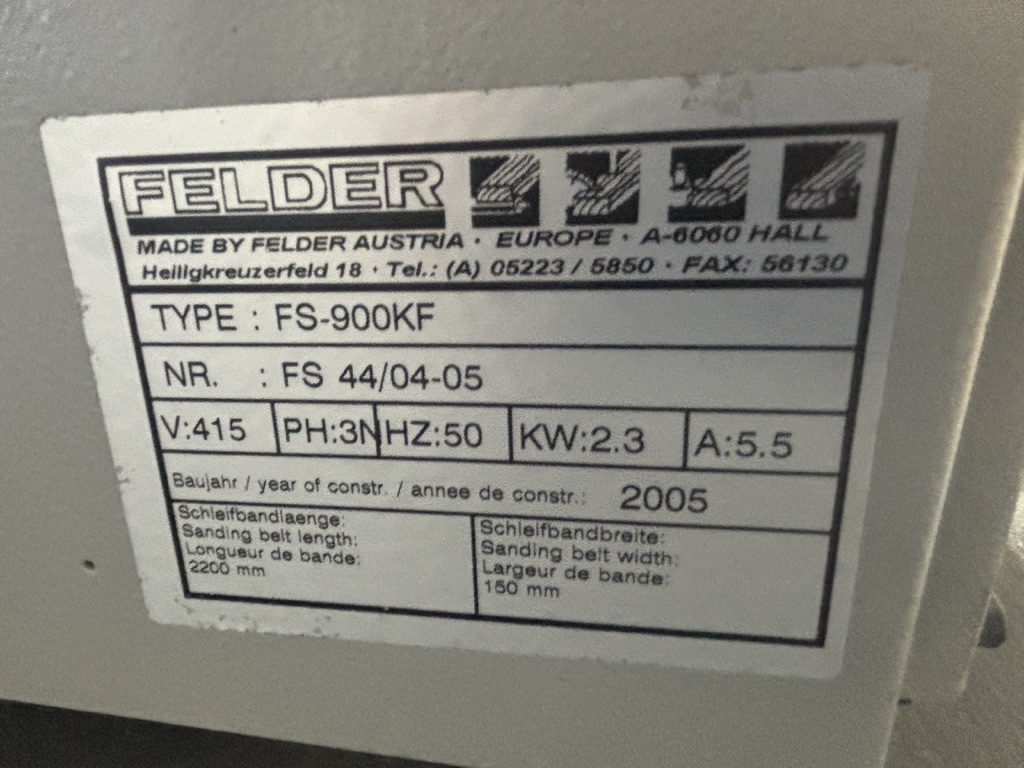 FELDER
MADE BY FELDER AUSTRIA · EUROPE · A-6060 HALL
Heiligkreuzerfeld 18 · Tel.: (A) 05223 / 5850 · FAX: 56130
TYPE : FS-900KF
NR. : FS 44/04-05
V:415 PH:3N HZ:50 KW:2.3 A:5.5
Baujahr / year of constr. / annee de constr.: 2005
Schleifbandlaenge:
Sanding belt length:
Longueur de bande:
2200 mm
Schleifbandbreite:
Sanding belt width:
Largeur de bande:
150 mm